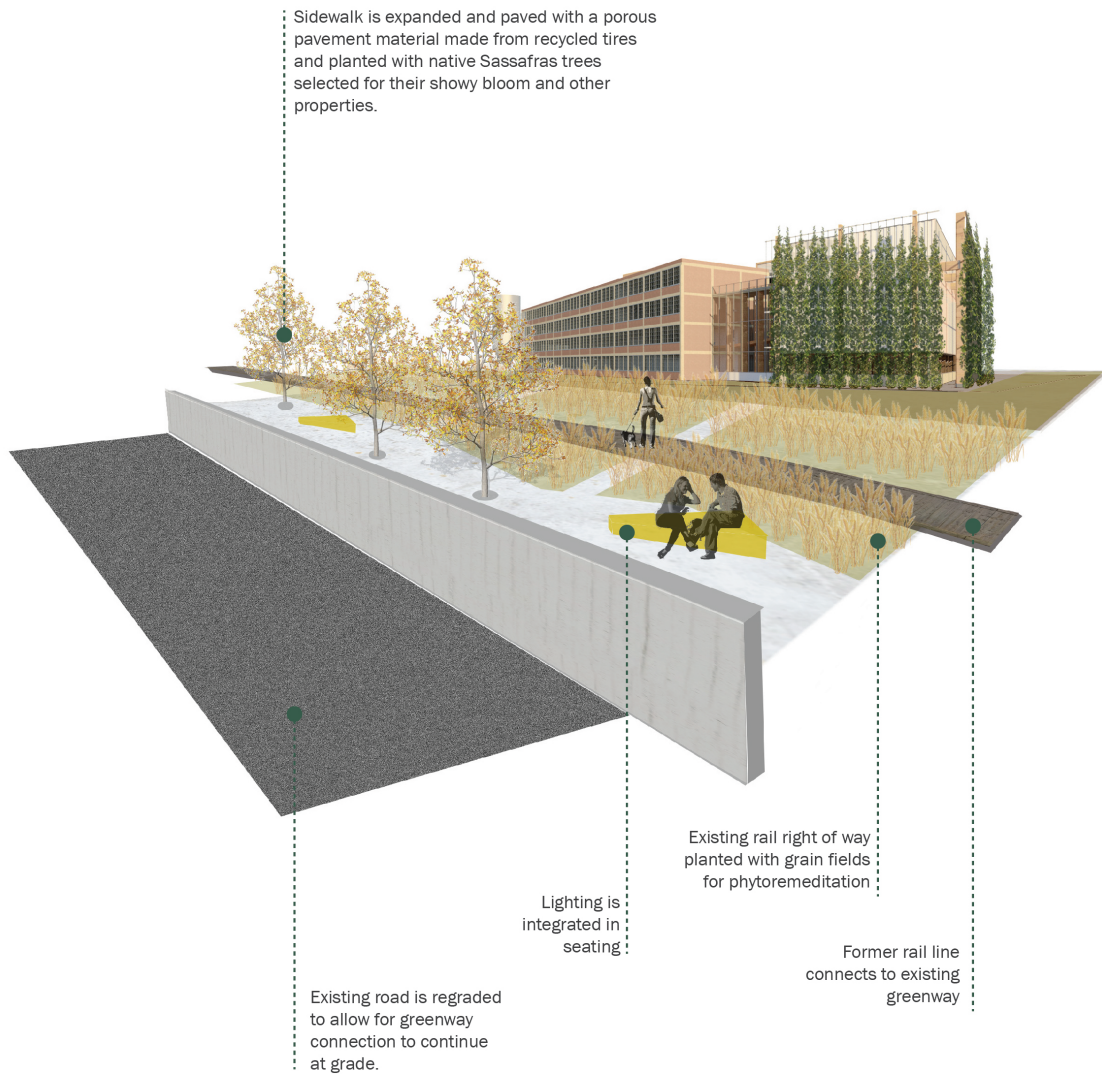 Sidewalk is expanded and paved with a porous
pavement material made from recycled tires
and planted with native Sassafras trees
selected for their showy bloom and other
properties.
Existing rail right of way
planted with grain fields
for phytoremeditation
Lighting is
integrated in
seating
Former rail line
connects to existing
greenway
Existing road is regraded
to allow for greenway
connection to continue
at grade.